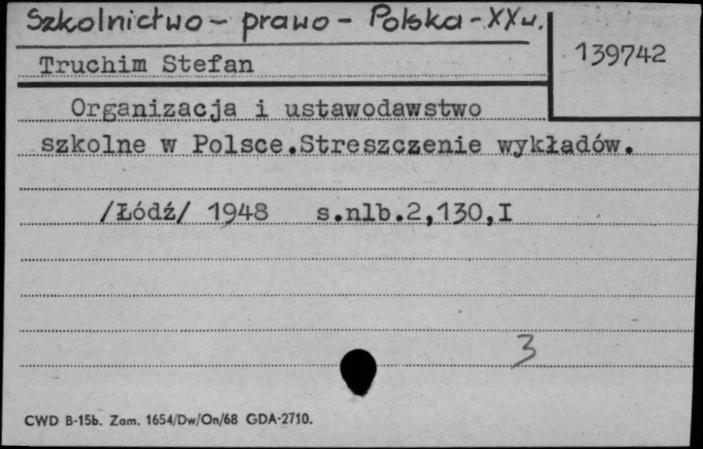 Szkolnictwo - prawo - Polska - XXw.
139742
Truchim Stefan
Organizacja i ustawodawstwo
szkolne w Polsce.Streszczenie wykładów.
/Łódź/ 1948 s.nlb.2,130,I
3
CWD B-15b. Zam. 1654/Dw/On/68 GDA-2710.